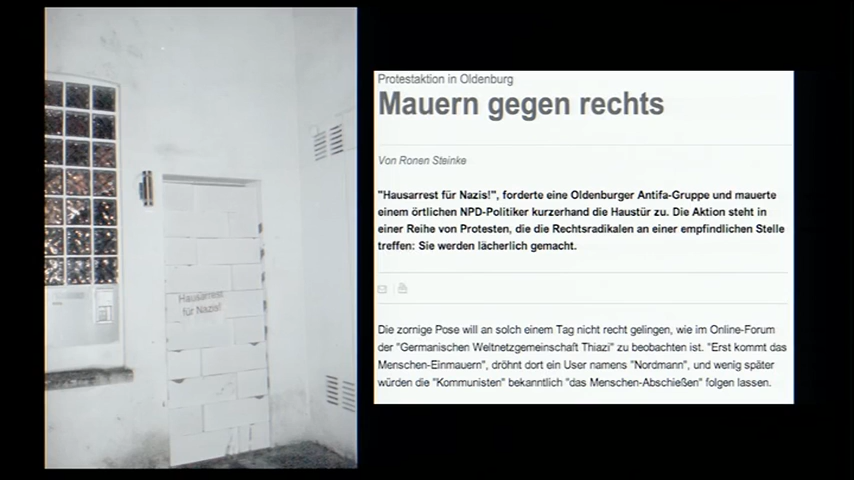 Hausarrest
für Nazis!
Protestaktion in Oldenburg
Mauern gegen rechts
Von Ronen Steinke
"Hausarrest für Nazis!", forderte eine Oldenburger Antifa-Gruppe und mauerte
einem örtlichen NPD-Politiker kurzerhand die Haustür zu. Die Aktion steht in
einer Reihe von Protesten, die die Rechtsradikalen an einer empfindlichen Stelle
treffen: Sie werden lächerlich gemacht.
Die zornige Pose will an solch einem Tag nicht recht gelingen, wie im Online-Forum
der "Germanischen Weltnetzgemeinschaft Thiazi" zu beobachten ist. "Erst kommt das
Menschen-Einmauern", dröhnt dort ein User namens "Nordmann", und wenig später
würden die "Kommunisten" bekanntlich "das Menschen-Abschießen" folgen lassen.